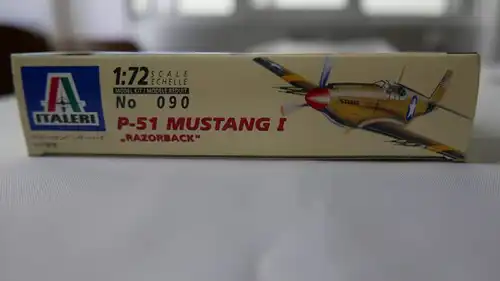 ITALERI
1:72 SCALE
ECHELLE
MODEL KIT / MODELE REDUIT
No 090
P-51 MUSTANG I
„RAZORBACK"